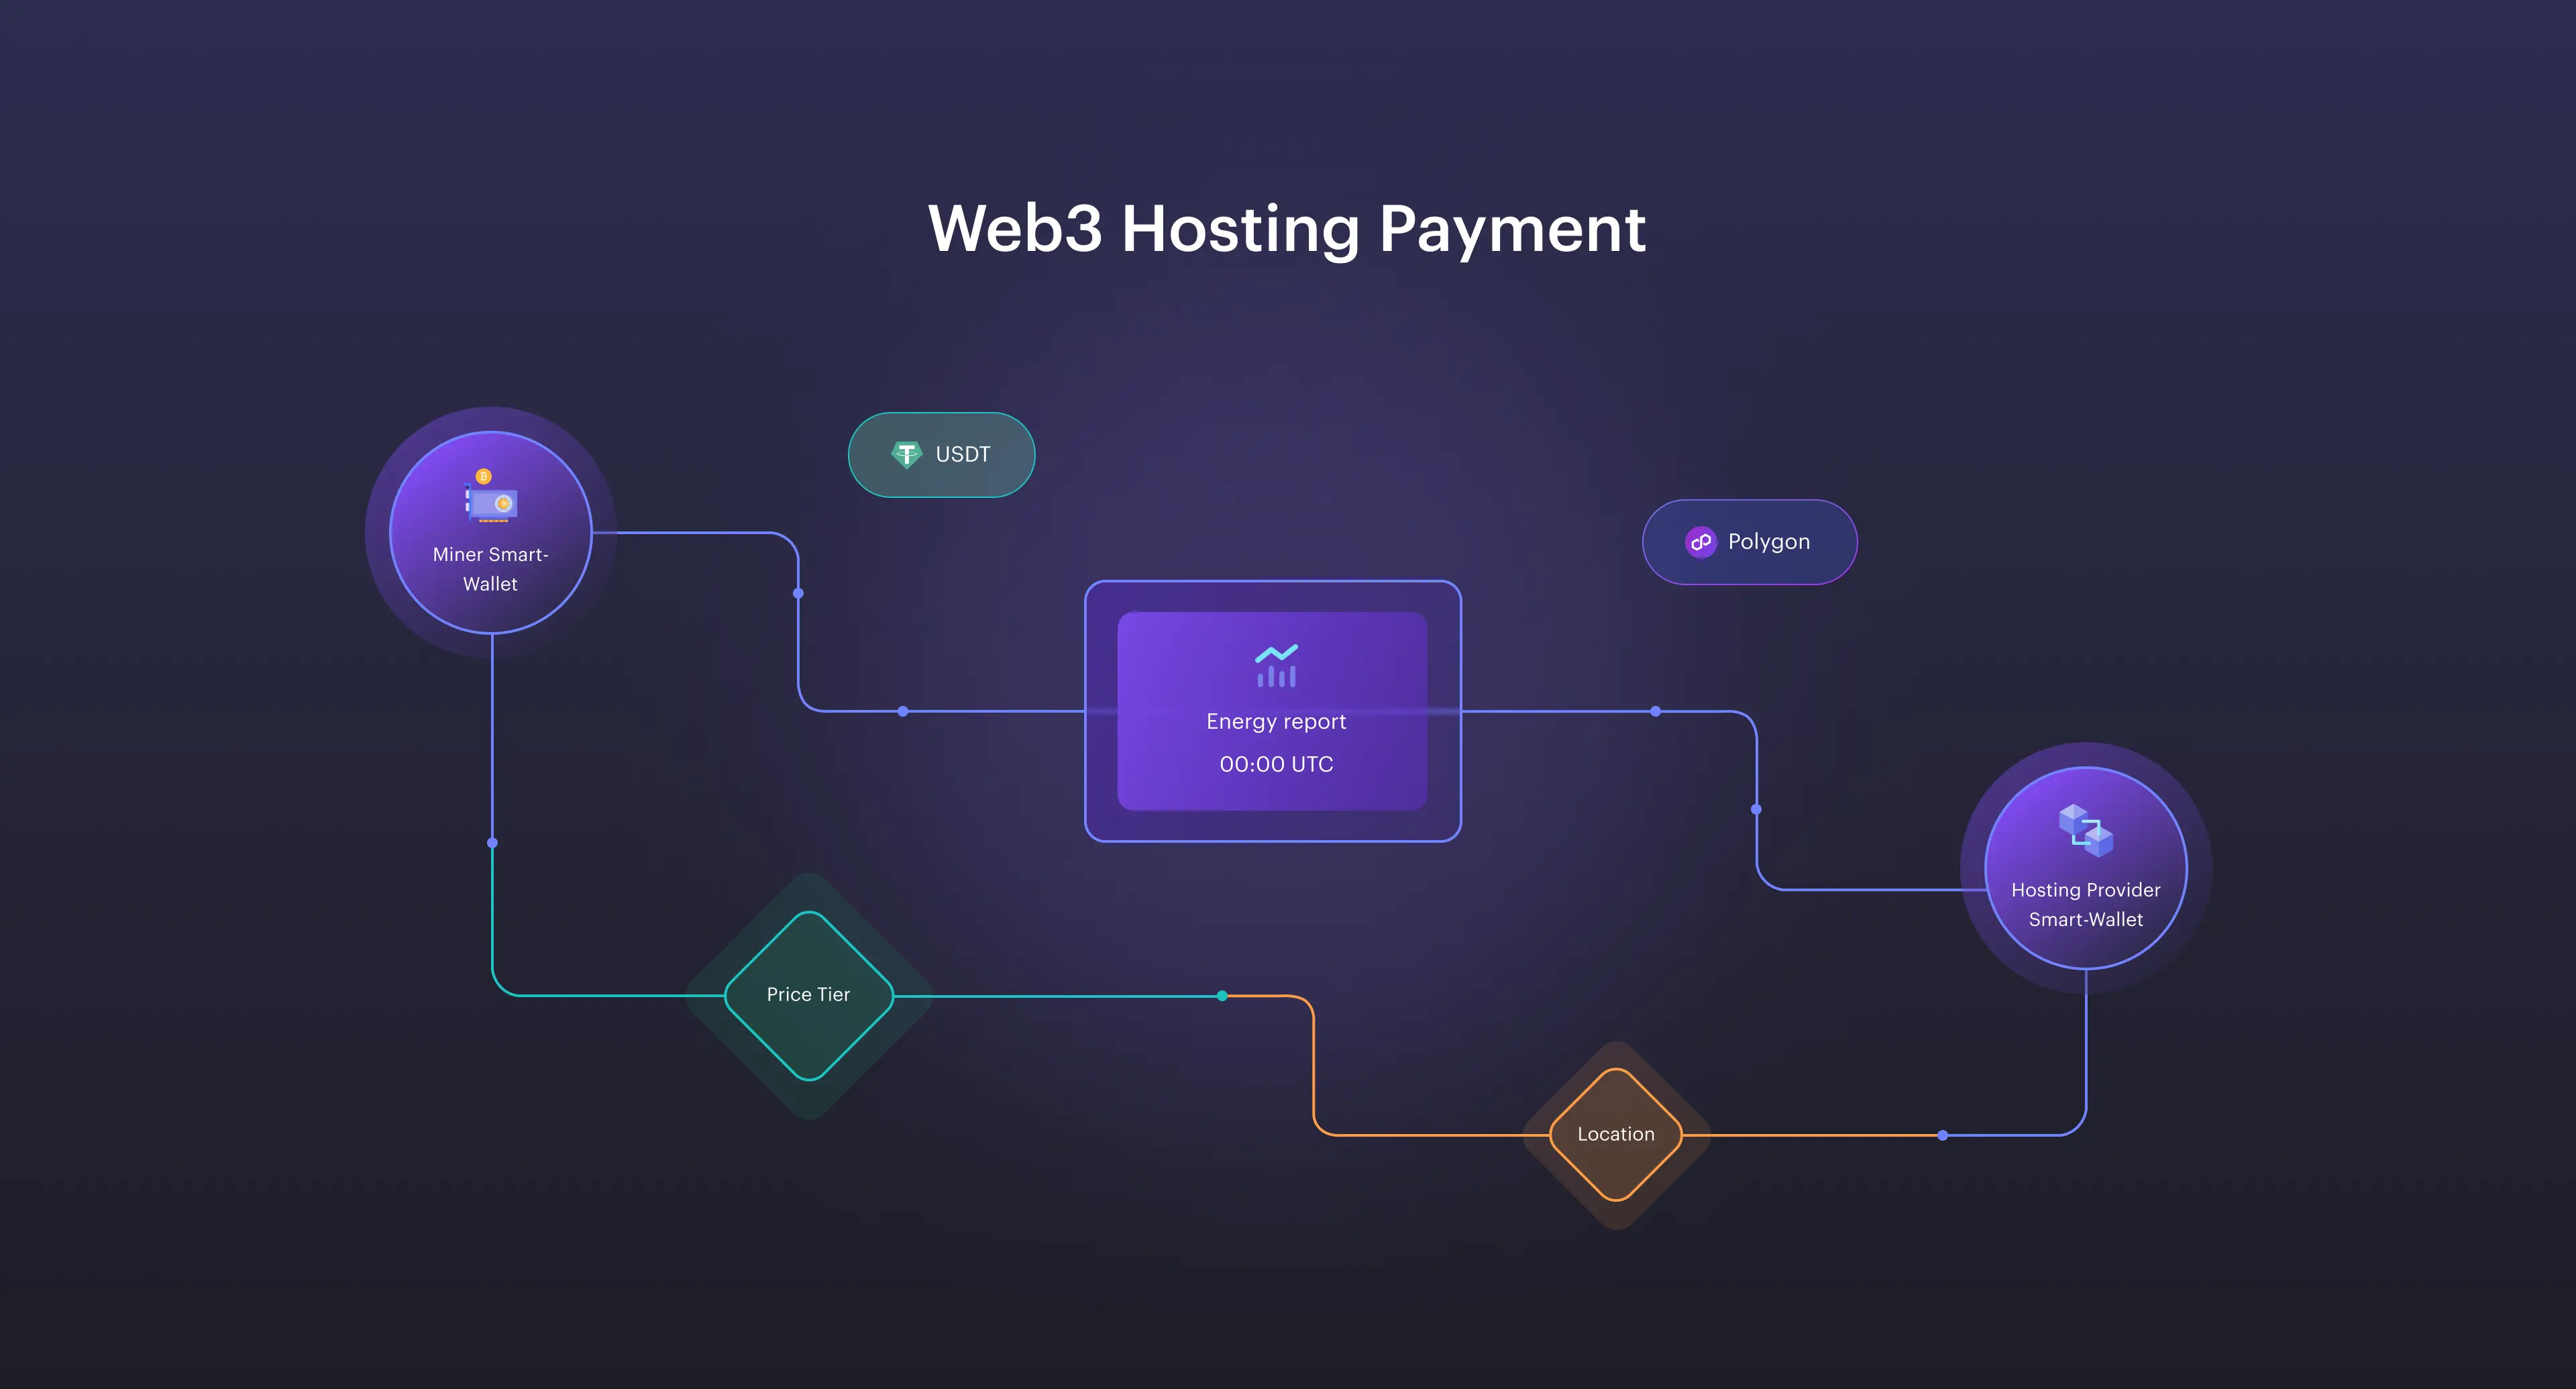 Web3 Hosting Payment
USDT
Polygon
Miner Smart-
Wallet
Energy report
00:00 UTC
Hosting Provider
Smart-Wallet
Price Tier
Location